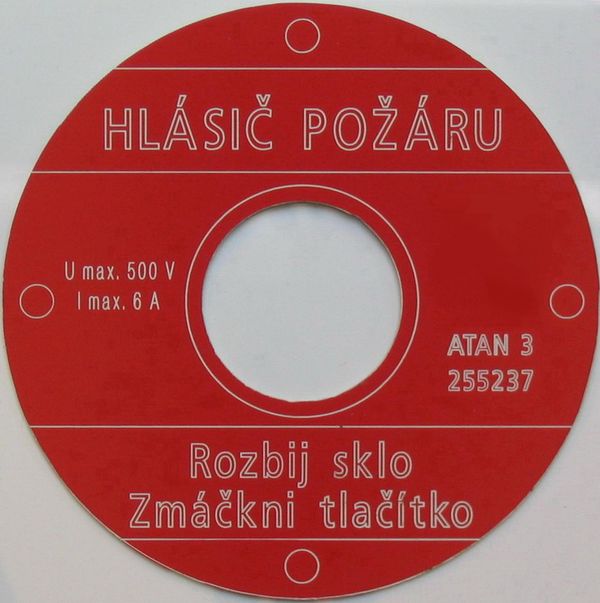 HLÁSIČ POŽÁRU
U max. 500 V
I max. 6 A
ATAN 3
255237
Rozbij sklo
Zmáčkni tlačítko